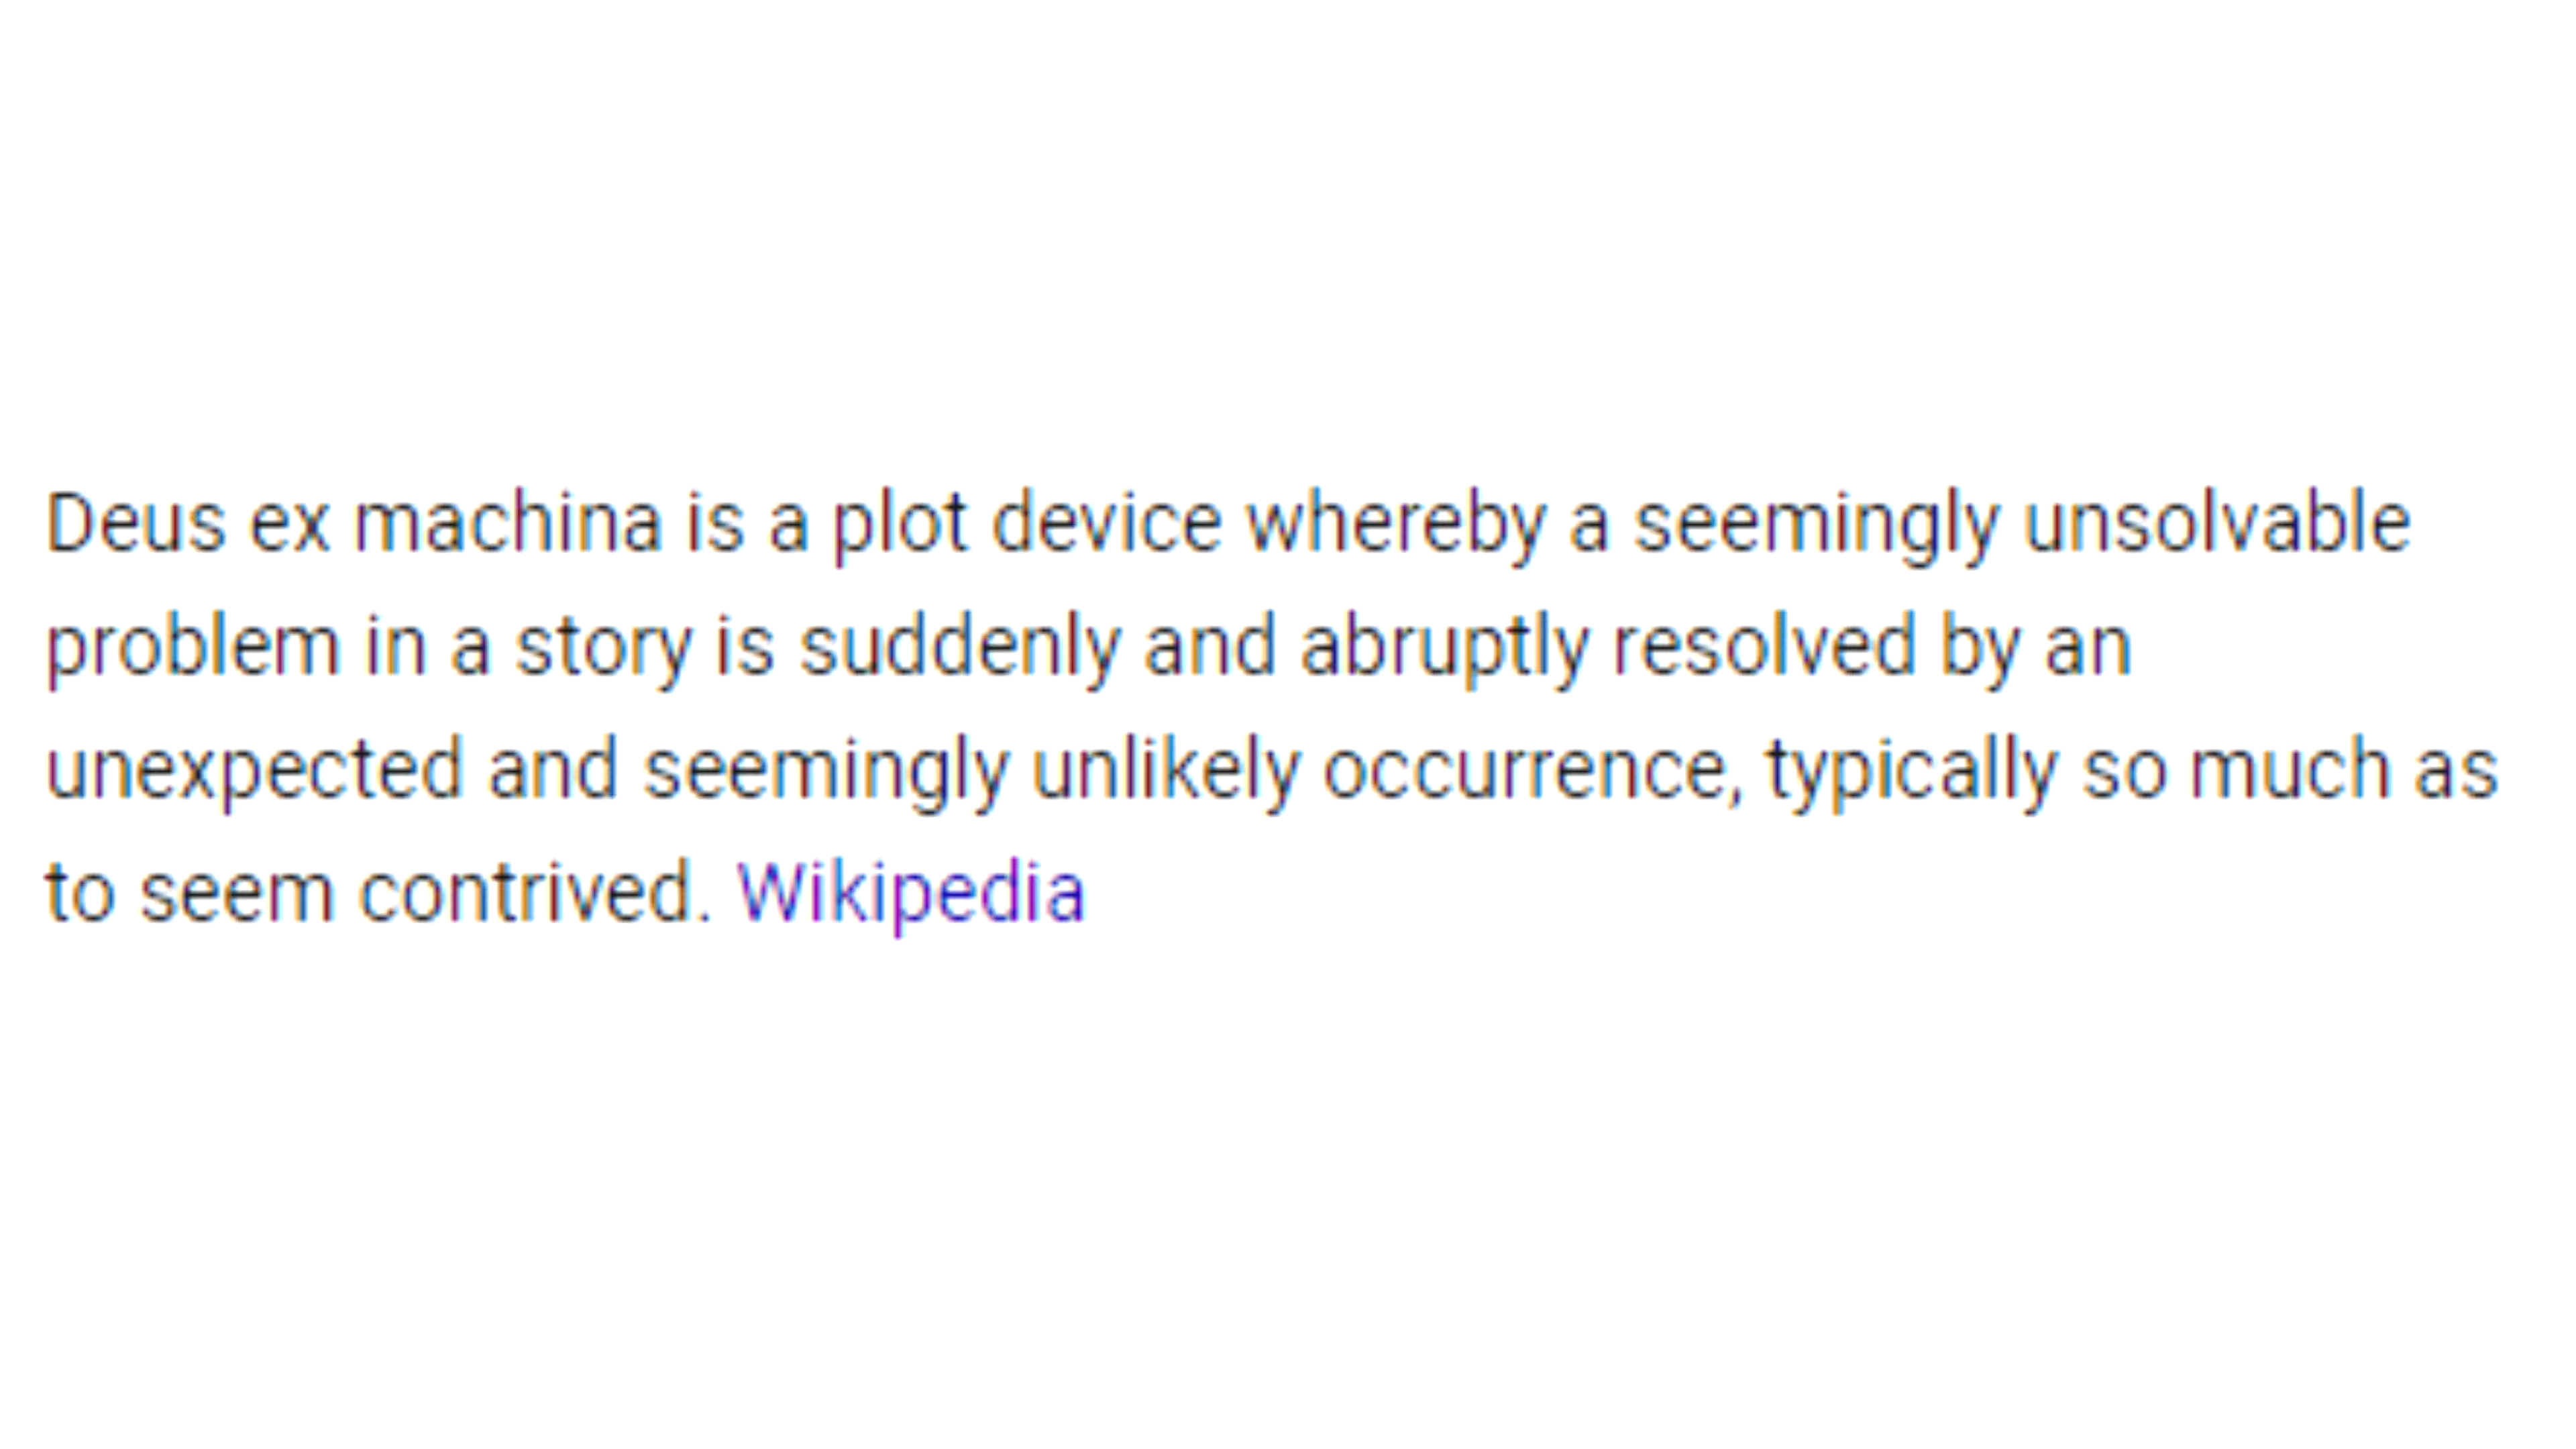 Deus ex machina is a plot device whereby a seemingly unsolvable
problem in a story is suddenly and abruptly resolved by an
unexpected and seemingly unlikely occurrence, typically so much as
to seem contrived. Wikipedia